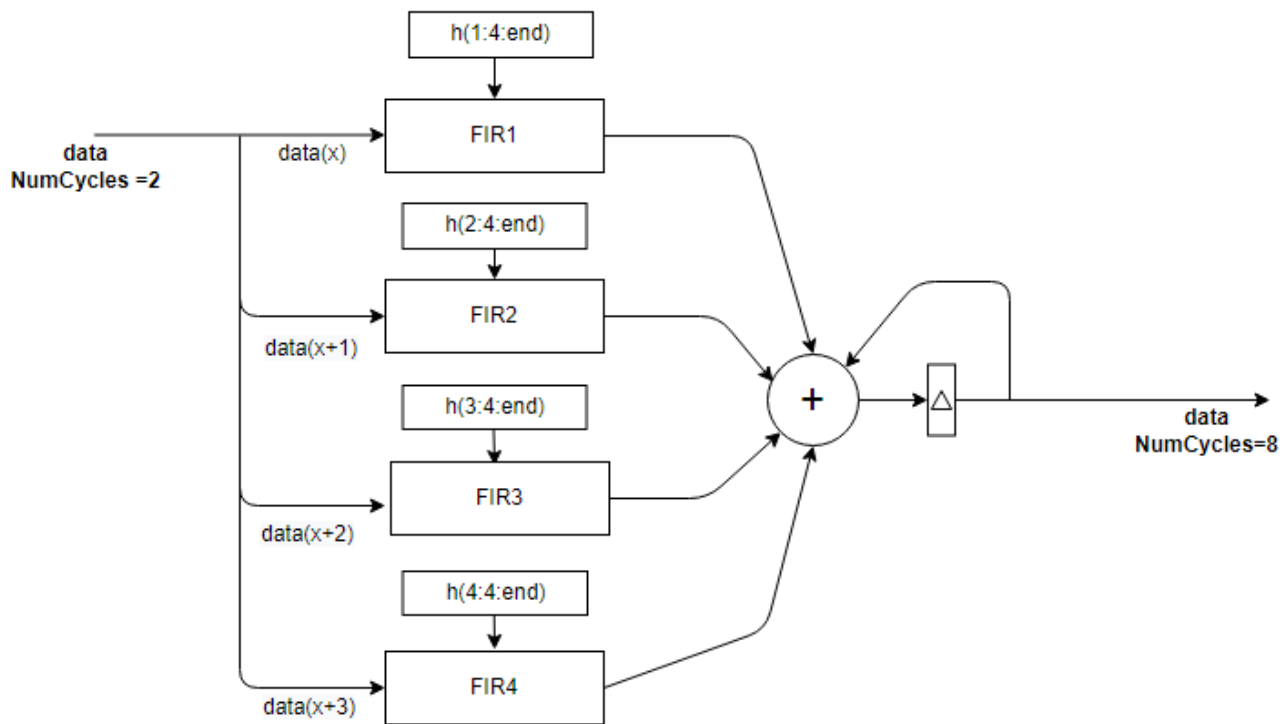 h(1:4:end)
FIR1
data(x)
data
NumCycles =2
h(2:4:end)
FIR2
data(x+1)
h(3:4:end)
FIR3
data(x+2)
h(4:4:end)
FIR4
data(x+3)
+
data
NumCycles=8